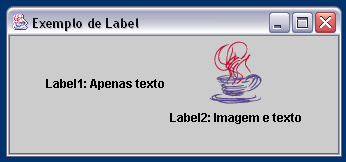 Exemplo de Label
Label1: Apenas texto
Label2: Imagem e texto